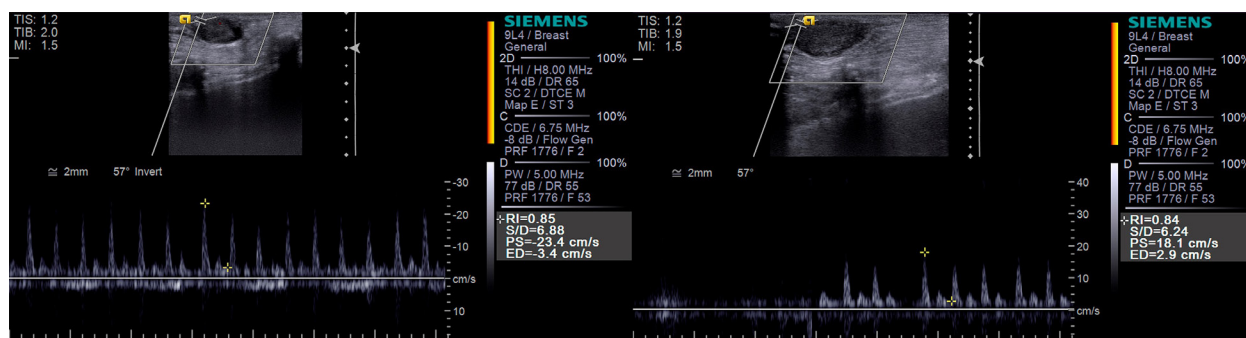 TIS: 1.2
TIB: 2.0
MI: 1.5
SIEMENS
9L4 / Breast
General
2D 100%
THI / H8.00 MHz
14 dB / DR 65
SC 2 / DTCE M
Map E / ST 3
C 100%
CDE / 6.75 MHz
-8 dB / Flow Gen
PRF 1776 / F 2
D 100%
PW / 5.00 MHz
77 dB / DR 55
PRF 1776 / F 53
RI=0.85
S/D=6.88
PS=-23.4 cm/s
ED=-3.4 cm/s
≅ 2mm 57° Invert
-30
-20
-10
cm/s
10
TIS: 1.2
TIB: 1.9
MI: 1.5
SIEMENS
9L4 / Breast
General
2D 100%
THI / H8.00 MHz
14 dB / DR 65
SC 2 / DTCE M
Map E / ST 3
C 100%
CDE / 6.75 MHz
-8 dB / Flow Gen
PRF 1776 / F 2
D 100%
PW / 5.00 MHz
77 dB / DR 55
PRF 1776 / F 53
RI=0.84
S/D=6.24
PS=18.1 cm/s
ED=2.9 cm/s
≅ 2mm 57°
40
30
20
10
cm/s